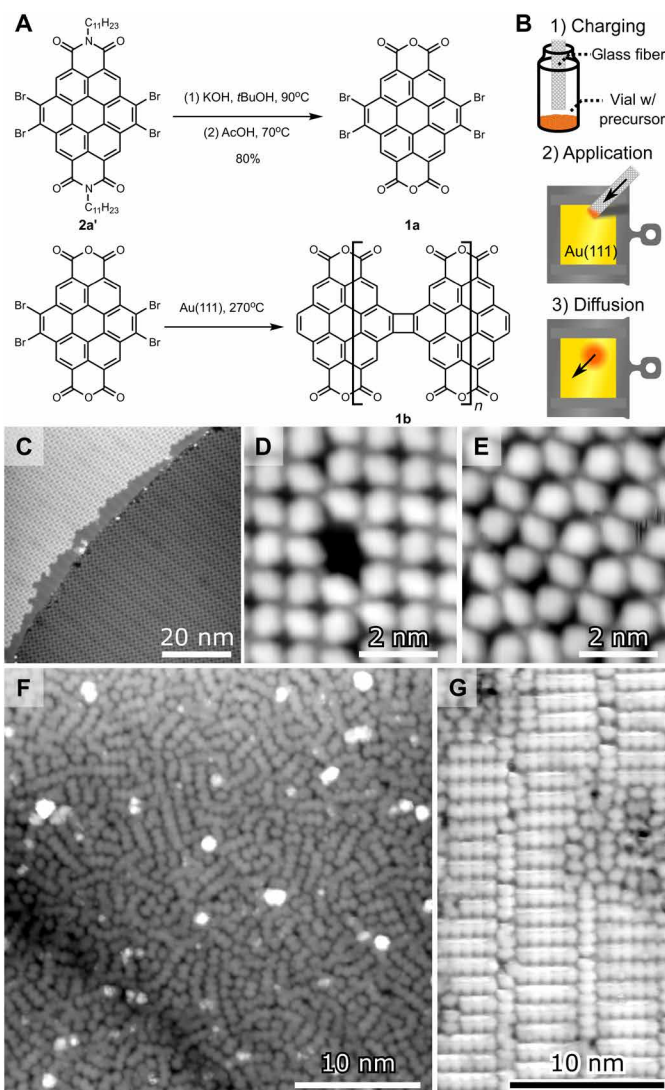 A
C₁₁H₂₃
O N O
Br Br
Br Br
O N O
C₁₁H₂₃
2a'
(1) KOH, tBuOH, 90°C
(2) AcOH, 70°C
80%
O O O
Br Br
Br Br
O O O
1a
O O O
Br Br
Br Br
O O O
Au(111), 270°C
O O O O O O
O O O O O O
n
1b
B
1) Charging
Glass fiber
Vial w/
precursor
2) Application
Au(111)
3) Diffusion
C
20 nm
D
2 nm
E
2 nm
F
10 nm
G
10 nm